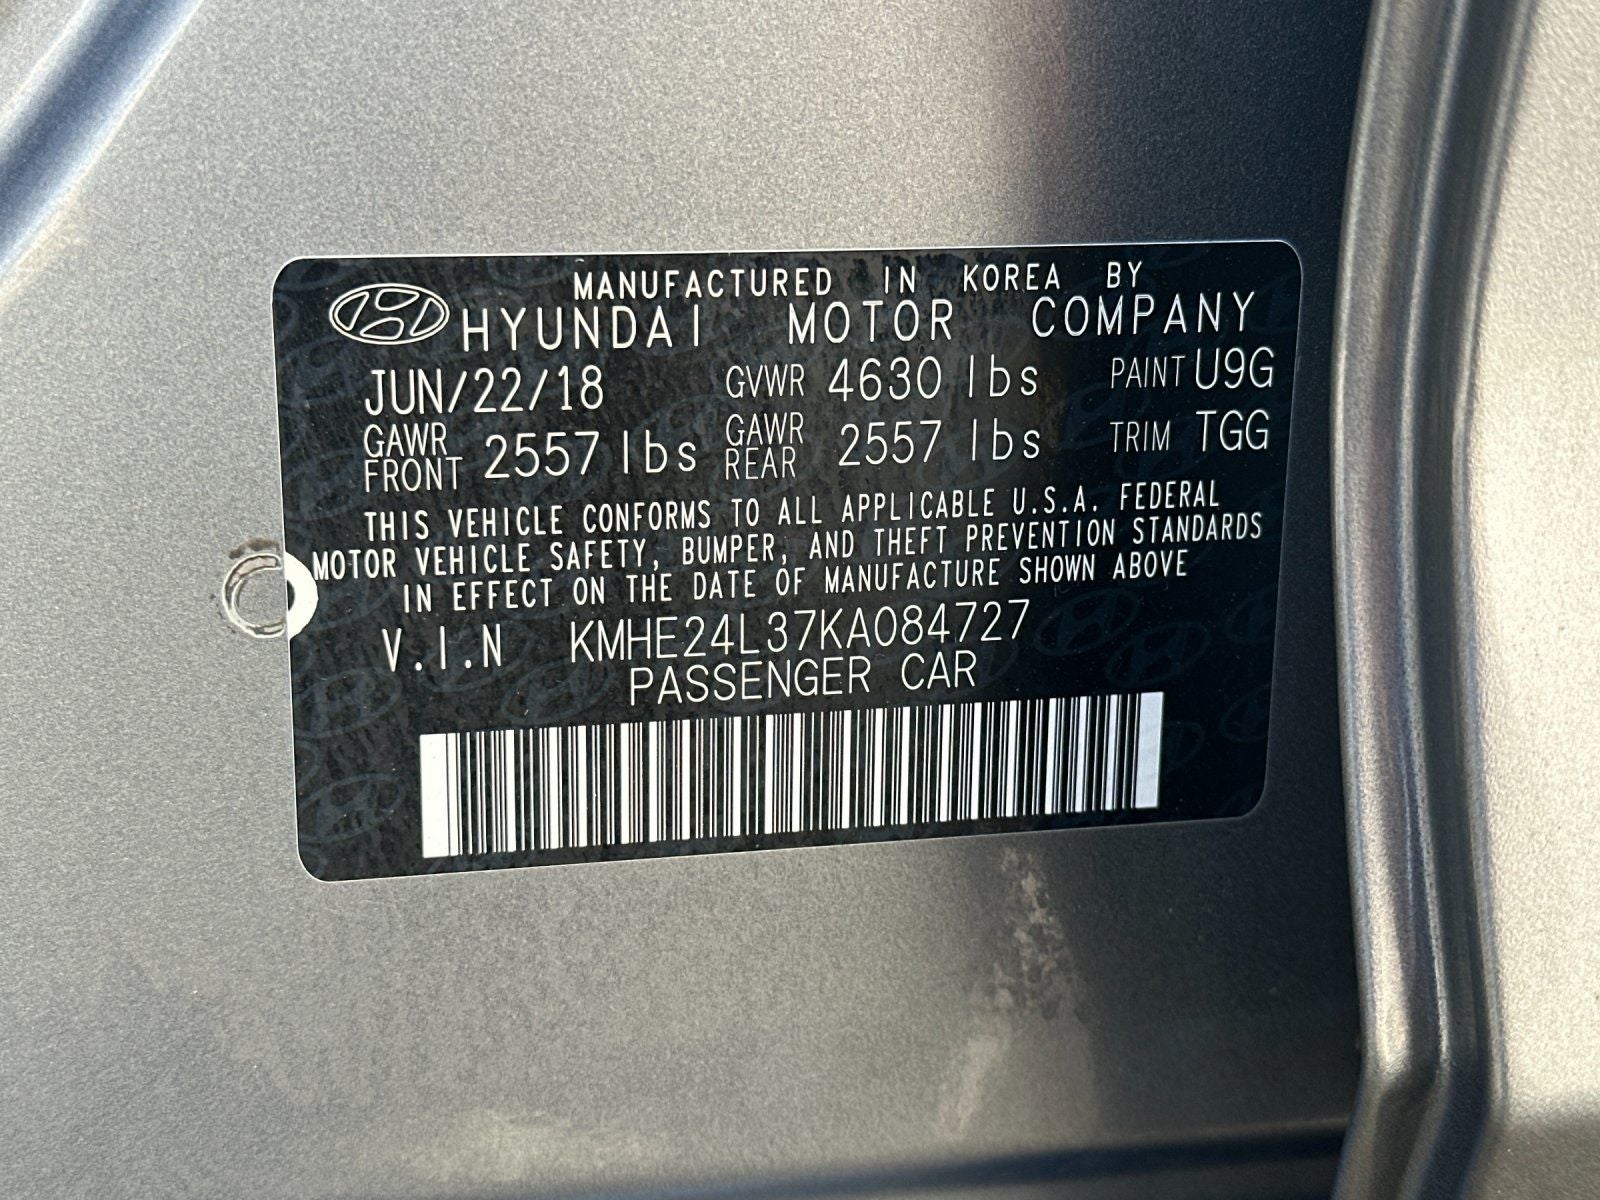 MANUFACTURED IN KOREA BY
HYUNDAI MOTOR COMPANY
JUN/22/18 GVWR 4630 lbs PAINT U9G
GAWR FRONT 2557 lbs GAWR REAR 2557 lbs TRIM TGG
THIS VEHICLE CONFORMS TO ALL APPLICABLE U.S.A. FEDERAL
MOTOR VEHICLE SAFETY, BUMPER, AND THEFT PREVENTION STANDARDS
IN EFFECT ON THE DATE OF MANUFACTURE SHOWN ABOVE
V.I.N KMHE24L37KA084727
PASSENGER CAR